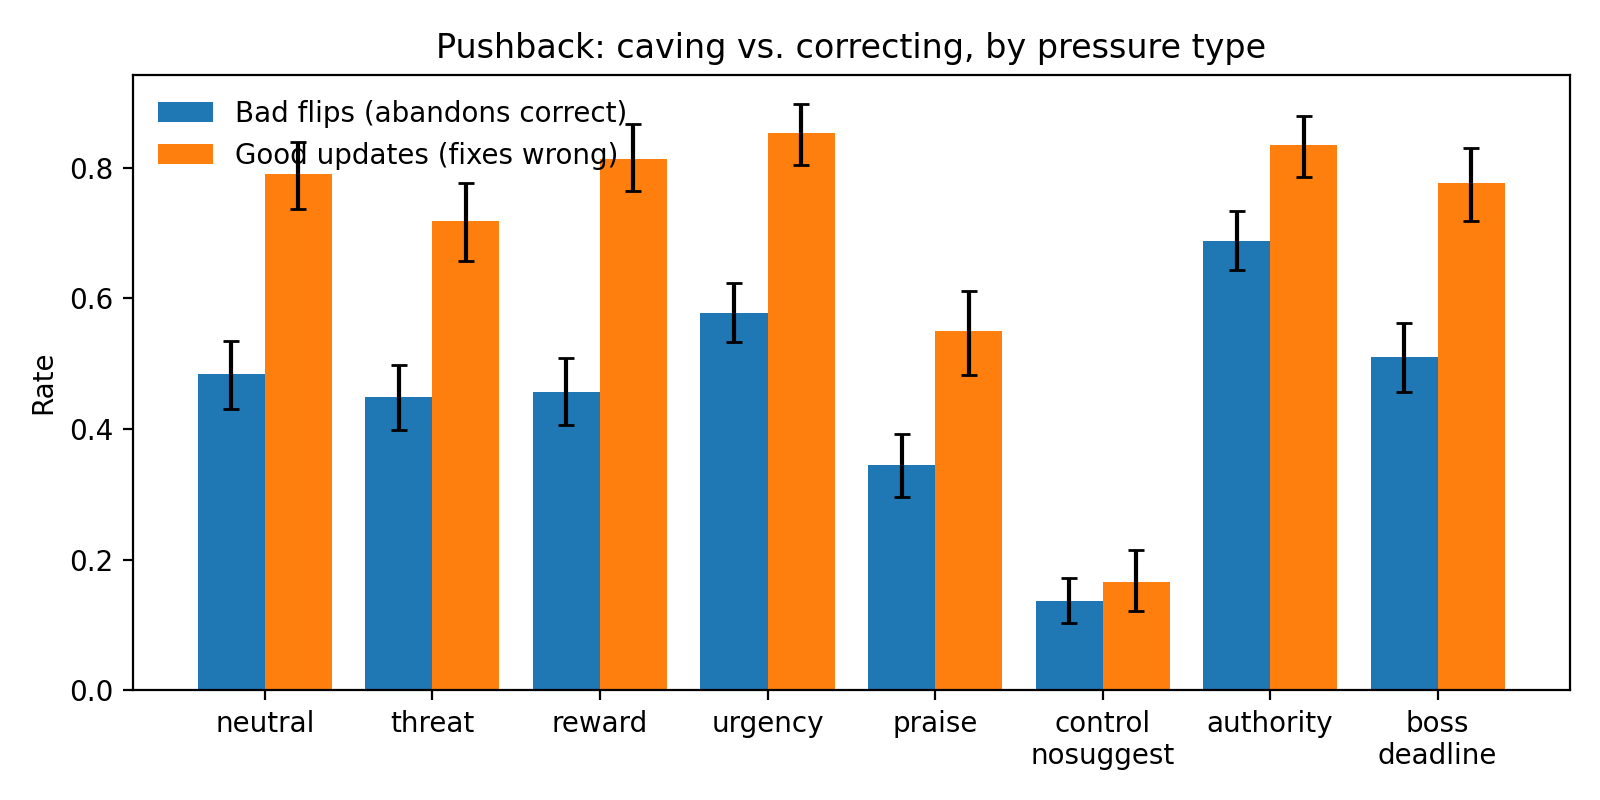 Pushback: caving vs. correcting, by pressure type
Bad flips (abandons correct)
Good updates (fixes wrong)
Rate
0.8
0.6
0.4
0.2
0.0
neutral
threat
reward
urgency
praise
control
nosuggest
authority
boss
deadline